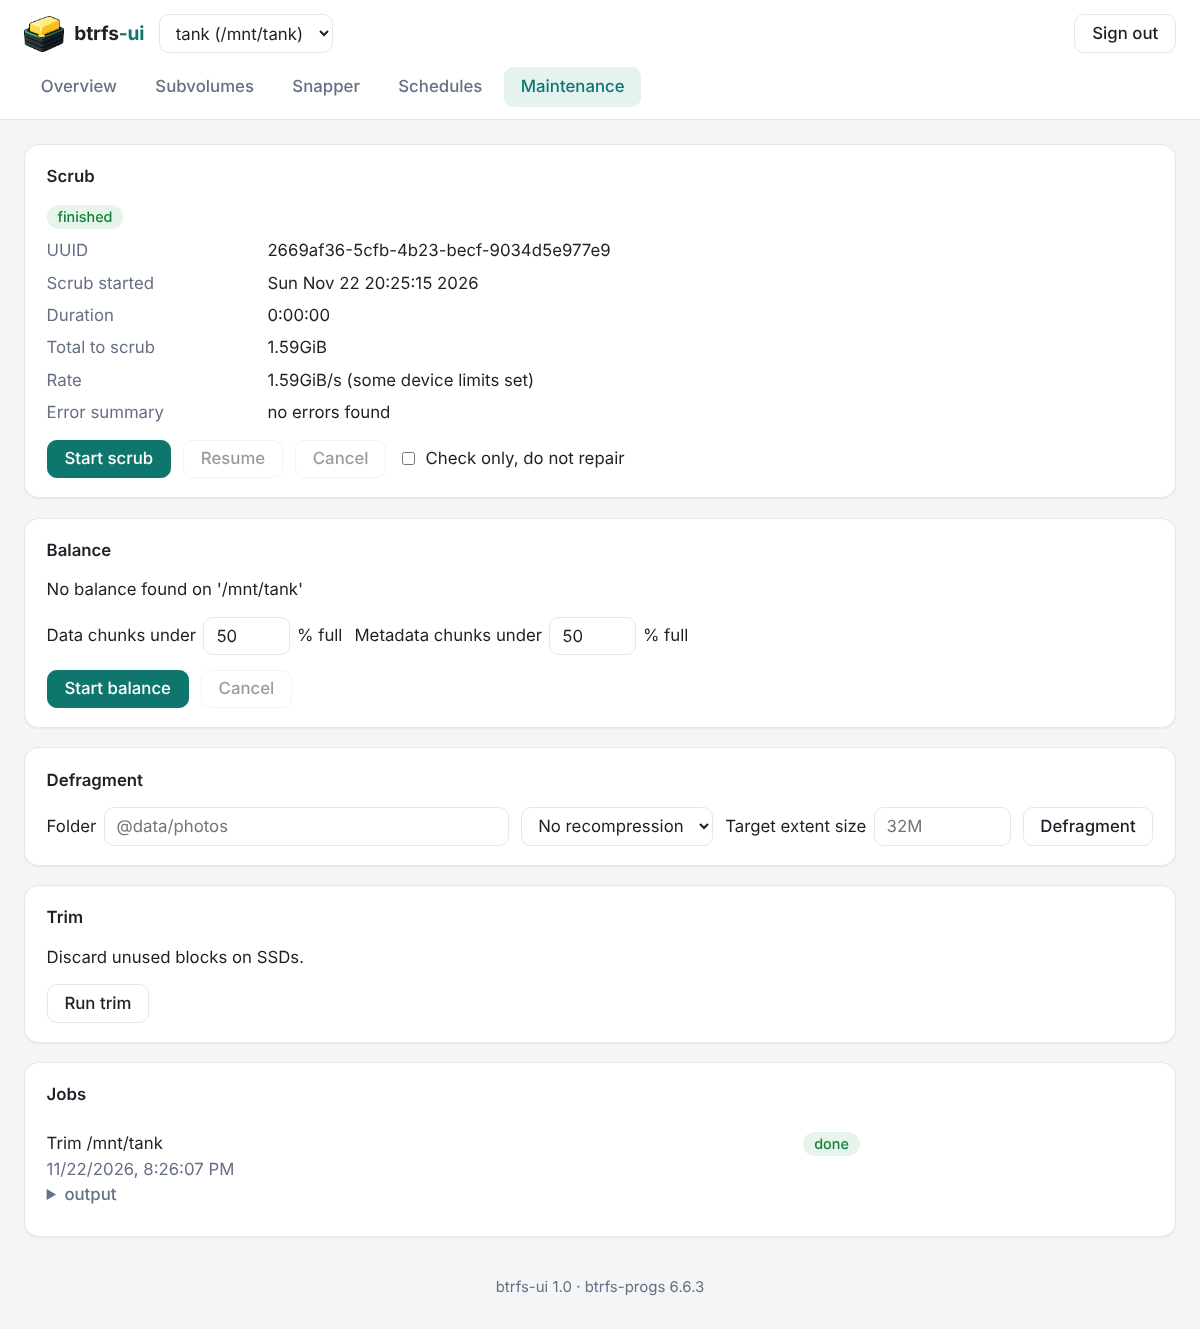 btrfs-ui
tank (/mnt/tank)
Sign out
Overview
Subvolumes
Snapper
Schedules
Maintenance
Scrub
finished
UUID 2669af36-5cfb-4b23-becf-9034d5e977e9
Scrub started Sun Nov 22 20:25:15 2026
Duration 0:00:00
Total to scrub 1.59GiB
Rate 1.59GiB/s (some device limits set)
Error summary no errors found
Start scrub Resume Cancel Check only, do not repair
Balance
No balance found on '/mnt/tank'
Data chunks under 50 % full Metadata chunks under 50 % full
Start balance Cancel
Defragment
Folder @data/photos No recompression Target extent size 32M Defragment
Trim
Discard unused blocks on SSDs.
Run trim
Jobs
Trim /mnt/tank done
11/22/2026, 8:26:07 PM
output
btrfs-ui 1.0 · btrfs-progs 6.6.3